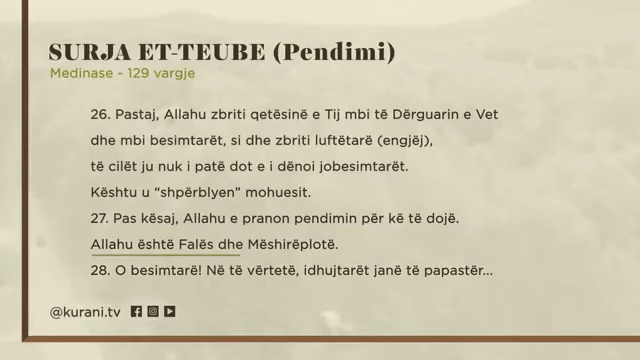 SURJA ET-TEUBE (Pendimi)
Medinase - 129 vargje
26. Pastaj, Allahu zbriti qetësinë e Tij mbi të Dërguarin e Vet
dhe mbi besimtarët, si dhe zbriti luftëtarë (engjëj),
të cilët ju nuk i patë dot e i dënoi jobesimtarët.
Kështu u “shpërblyen” mohuesit.
27. Pas kësaj, Allahu e pranon pendimin për kë të dojë.
Allahu është Falës dhe Mëshirëplotë.
28. O besimtarë! Në të vërtetë, idhujtarët janë të papastër...
@kurani.tv